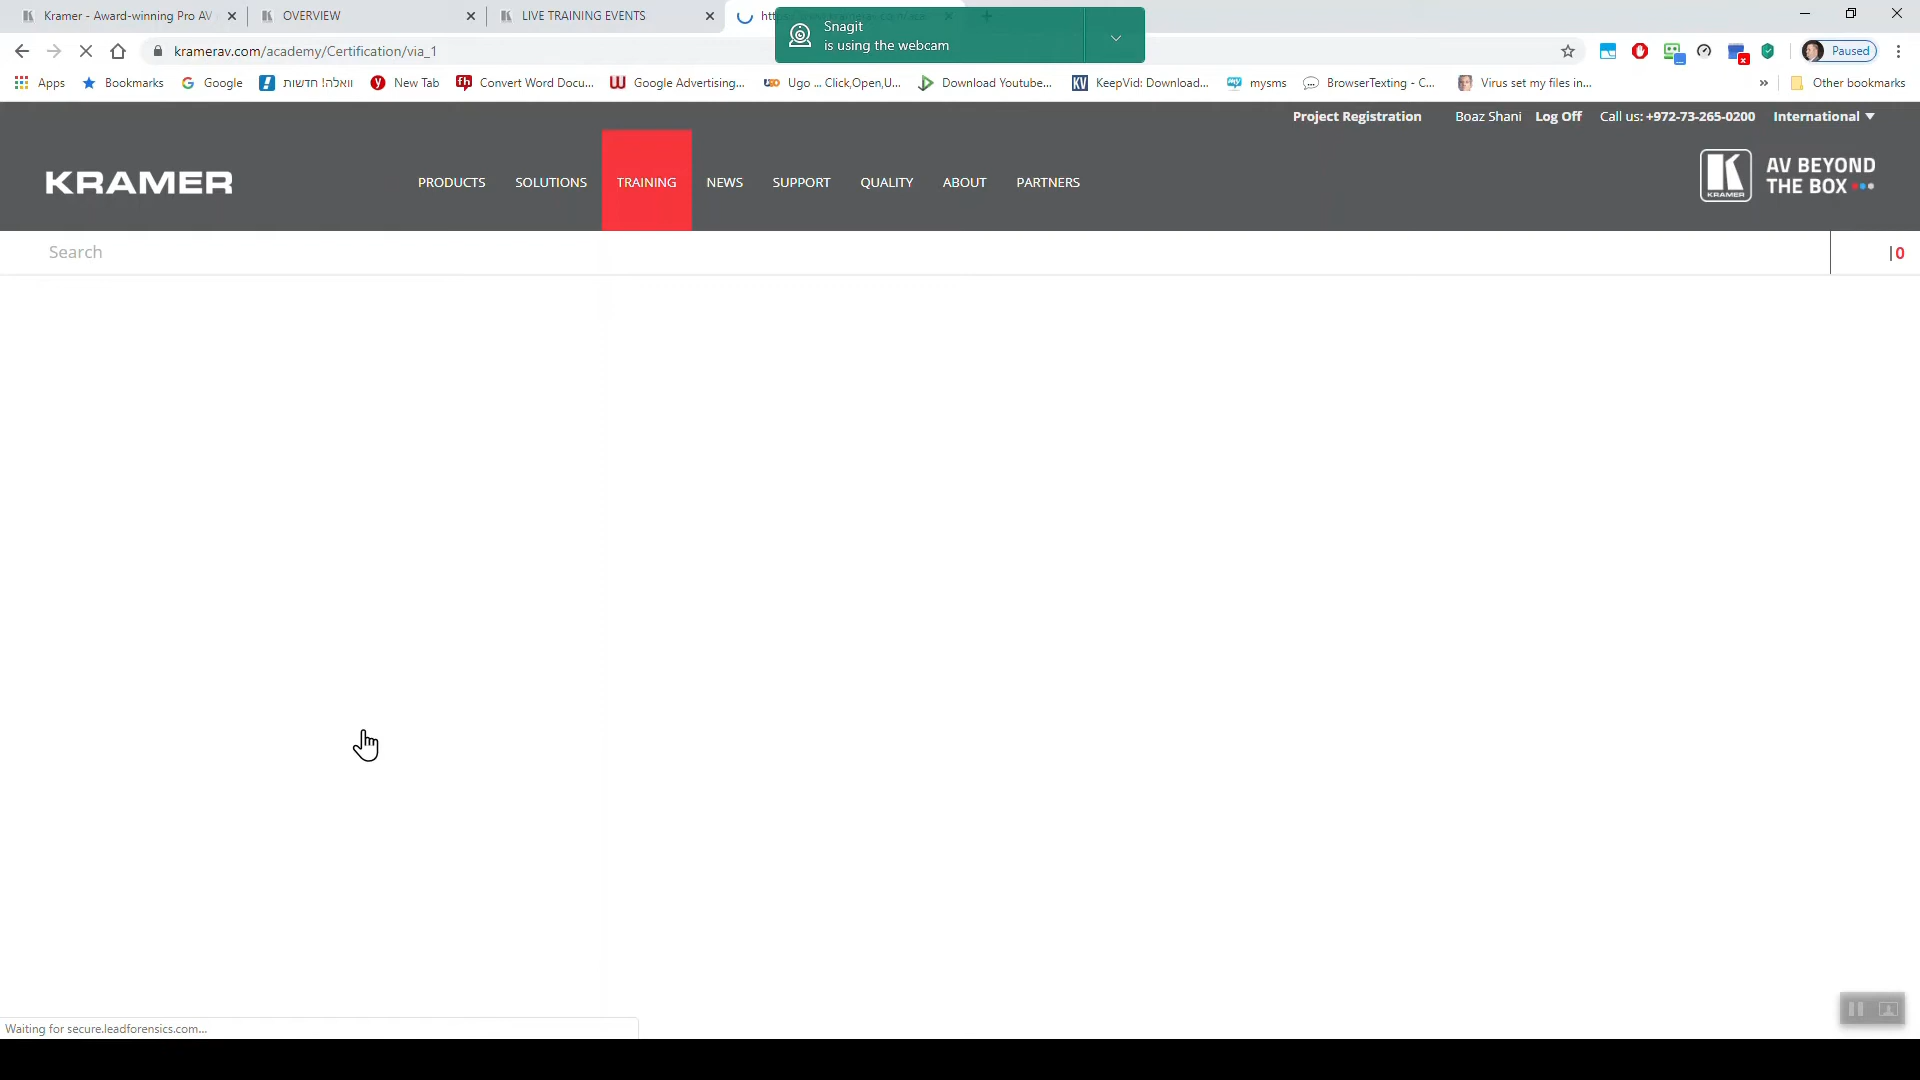 Kramer - Award-winning Pro AV
OVERVIEW
LIVE TRAINING EVENTS
Snagit
is using the webcam
kramerav.com/academy/Certification/via_1
Paused
Apps
Bookmarks
Google
וואלה! חדשות
New Tab
Convert Word Docu...
Google Advertising...
Ugo ... Click,Open,U...
Download Youtube...
KeepVid: Download...
mysms
BrowserTexting - C...
Virus set my files in...
»
Other bookmarks
Project Registration
Boaz Shani
Log Off
Call us: +972-73-265-0200
International
KRAMER
PRODUCTS
SOLUTIONS
TRAINING
NEWS
SUPPORT
QUALITY
ABOUT
PARTNERS
KRAMER
AV BEYOND
THE BOX
Search
|0
Waiting for secure.leadforensics.com...